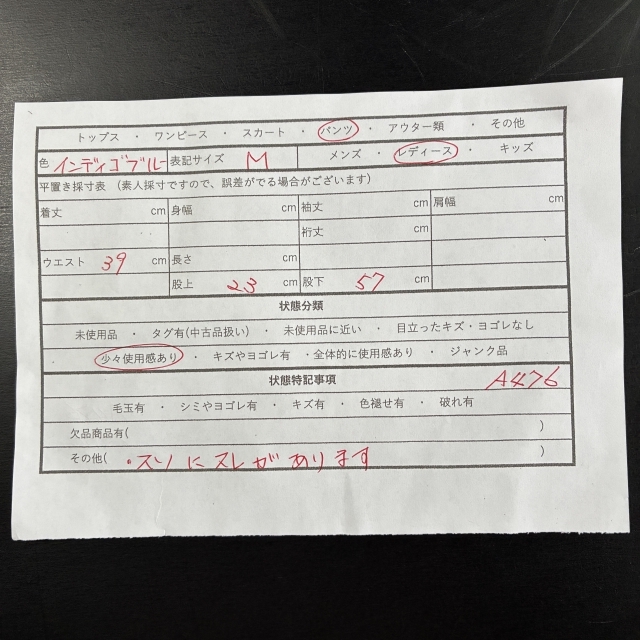 トップス ・ ワンピース ・ スカート ・ パンツ ・ アウター類 ・ その他
色 インディゴブルー 表記サイズ M メンズ ・ レディース ・ キッズ
平置き採寸表 (素人採寸ですので、誤差がでる場合がございます)
着丈 cm 身幅 cm 袖丈 cm 肩幅 cm
裄丈 cm
ウエスト 39 cm 長さ cm
股上 23 cm 股下 57 cm
状態分類
未使用品 ・ タグ有(中古品扱い) ・ 未使用品に近い ・ 目立ったキズ・ヨゴレなし
・ 少々使用感あり ・ キズやヨゴレ有 ・全体的に使用感あり ・ ジャンク品
状態特記事項 A476
毛玉有 ・ シミやヨゴレ有 ・ キズ有 ・ 色褪せ有 ・ 破れ有
欠品商品有( )
その他( ・スソにスレがあります )